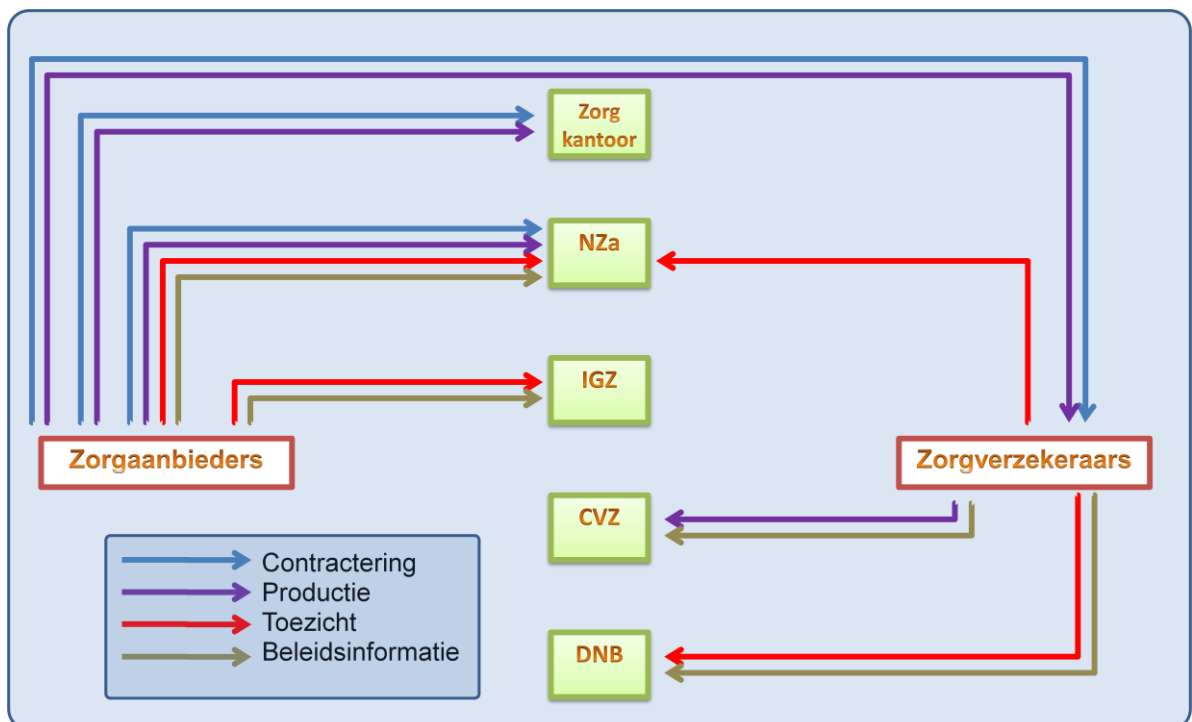 Zorg
kantoor
NZa
IGZ
Zorgaanbieders
Zorgverzekeraars
CVZ
Contractering
Productie
Toezicht
Beleidsinformatie
DNB